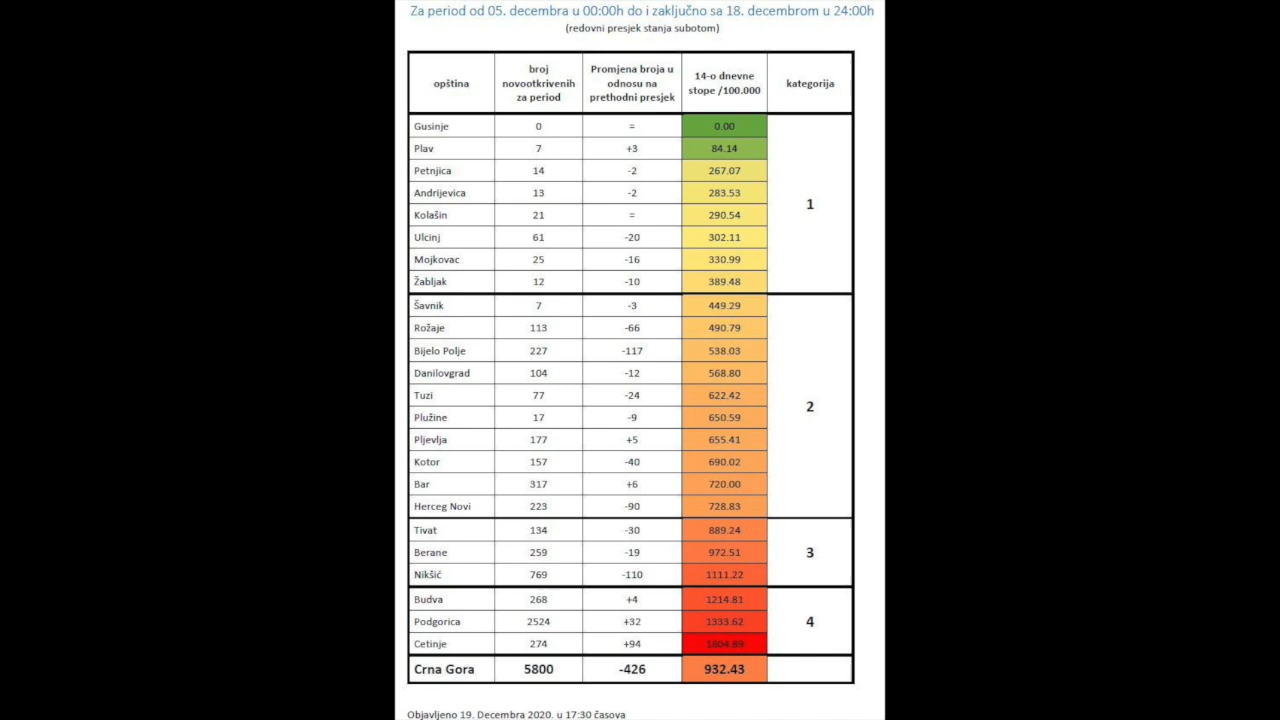 Za period od 05. decembra u 00:00h do i zaključno sa 18. decembrom u 24:00h
(redovni presjek stanja subotom)
opština broj novootkrivenih za period Promjena broja u odnosu na prethodni presjek 14-o dnevne stope /100.000 kategorija
Gusinje 0 = 0.00
Plav 7 +3 84.14
Petnjica 14 -2 267.07
Andrijevica 13 -2 283.53
1
Kolašin 21 = 290.54
Ulcinj 61 -20 302.11
Mojkovac 25 -16 330.99
Žabljak 12 -10 389.48
Šavnik 7 -3 449.29
Rožaje 113 -66 490.79
Bijelo Polje 227 -117 538.03
Danilovgrad 104 -12 568.80
Tuzi 77 -24 622.42
2
Plužine 17 -9 650.59
Pljevlja 177 +5 655.41
Kotor 157 -40 690.02
Bar 317 +6 720.00
Herceg Novi 223 -90 728.83
Tivat 134 -30 889.24
Berane 259 -19 972.51 3
Nikšić 769 -110 1111.22
Budva 268 +4 1214.81
Podgorica 2524 +32 1333.62 4
Cetinje 274 +94 1804.89
Crna Gora 5800 -426 932.43
Objavljeno 19. Decembra 2020. u 17:30 časova